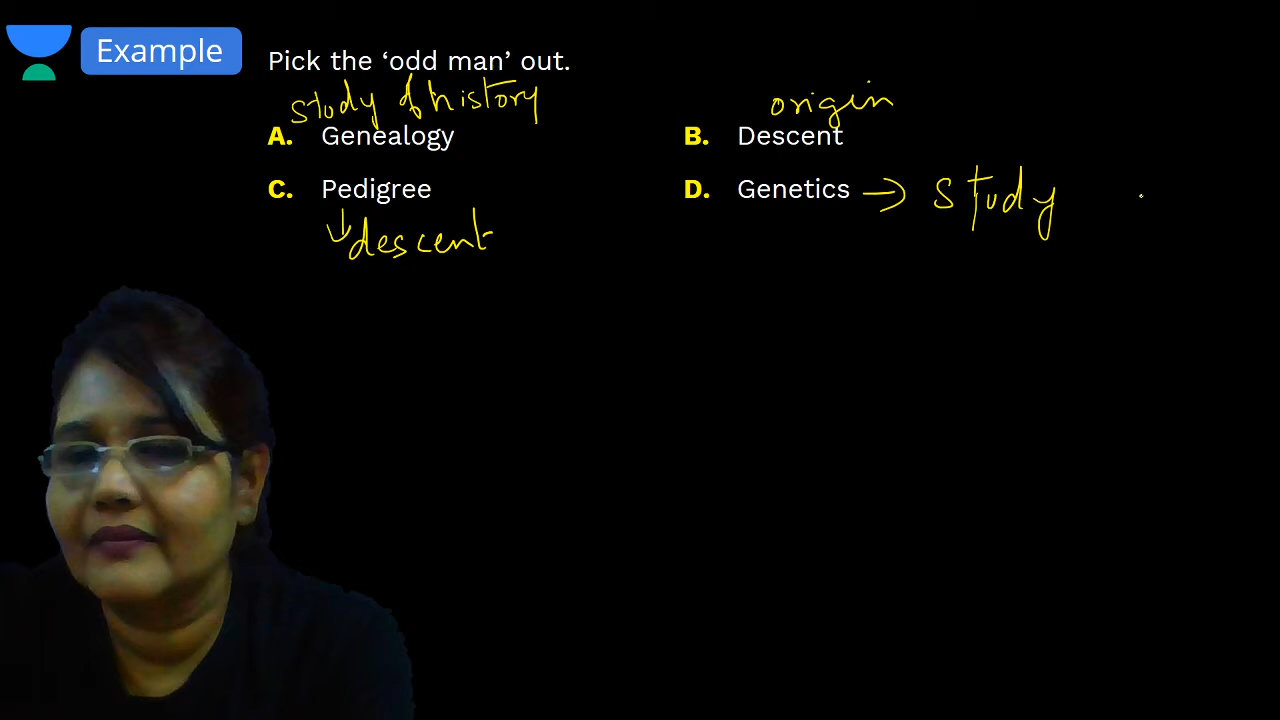 Example
Pick the ‘odd man’ out.
study of history
origin
A. Genealogy
B. Descent
C. Pedigree
D. Genetics → study
↓descent